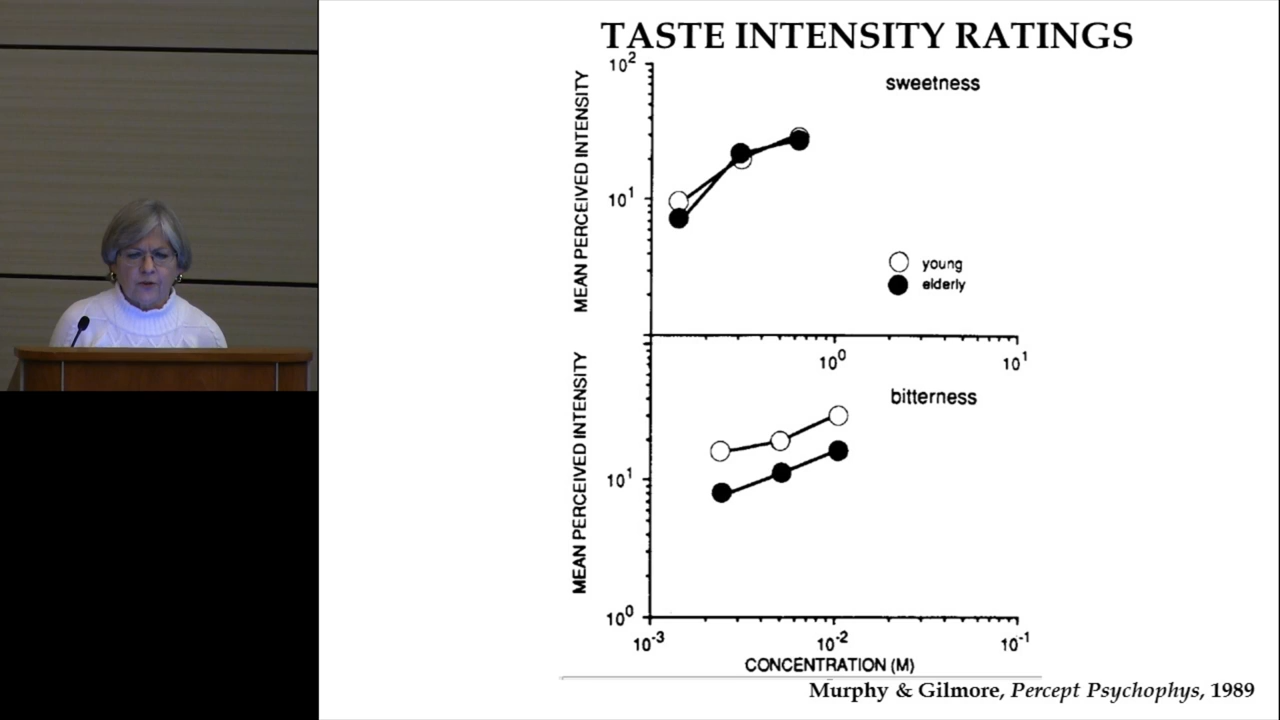 TASTE INTENSITY RATINGS
10²
sweetness
MEAN PERCEIVED INTENSITY
10¹
young
elderly
10⁰
10¹
bitterness
MEAN PERCEIVED INTENSITY
10¹
10⁰
10⁻³
10⁻²
10⁻¹
CONCENTRATION (M)
Murphy & Gilmore, Percept Psychophys, 1989